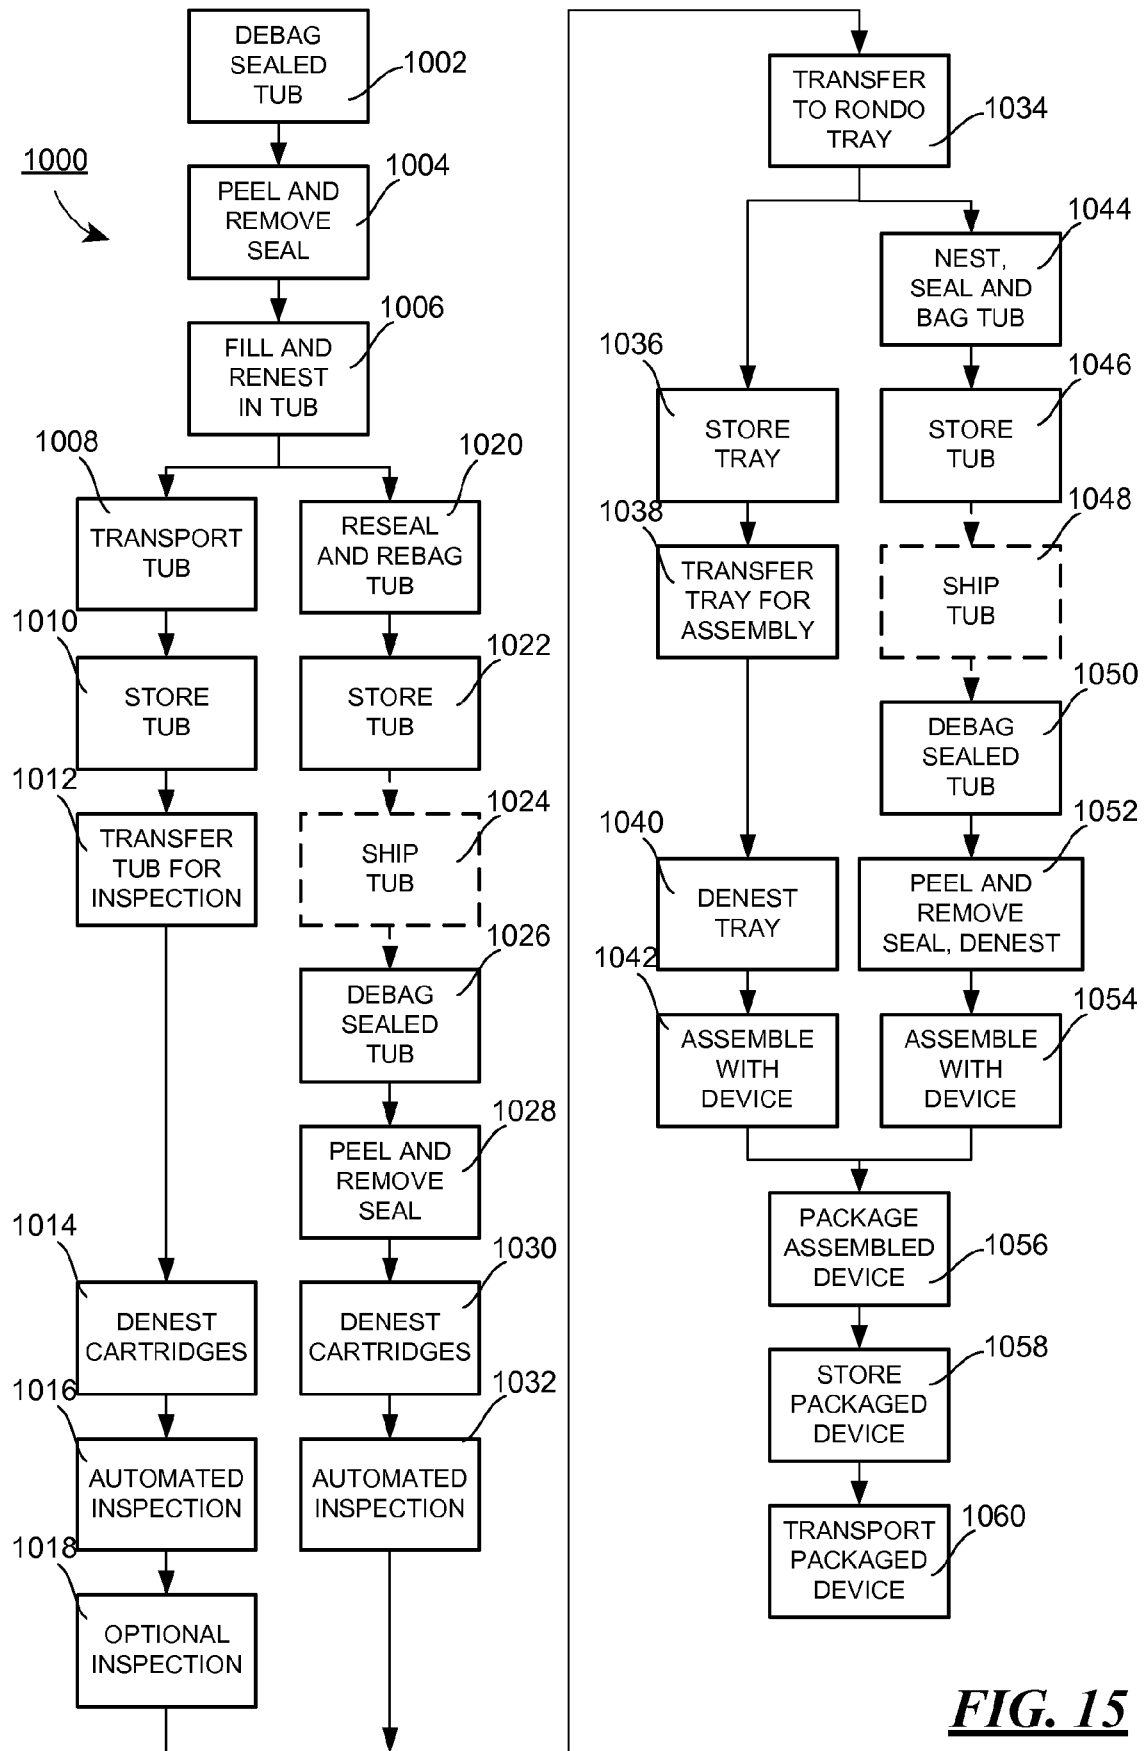 DEBAG
SEALED
TUB
1002
1000
PEEL AND
REMOVE
SEAL
1004
FILL AND
RENEST
IN TUB
1006
1008
TRANSPORT
TUB
1010
STORE
TUB
1012
TRANSFER
TUB FOR
INSPECTION
1014
DENEST
CARTRIDGES
1016
AUTOMATED
INSPECTION
1018
OPTIONAL
INSPECTION
1020
RESEAL
AND REBAG
TUB
1022
STORE
TUB
1024
SHIP
TUB
1026
DEBAG
SEALED
TUB
1028
PEEL AND
REMOVE
SEAL
1030
DENEST
CARTRIDGES
1032
AUTOMATED
INSPECTION
TRANSFER
TO RONDO
TRAY
1034
1036
STORE
TRAY
1038
TRANSFER
TRAY FOR
ASSEMBLY
1040
DENEST
TRAY
1042
ASSEMBLE
WITH
DEVICE
1044
NEST,
SEAL AND
BAG TUB
1046
STORE
TUB
1048
SHIP
TUB
1050
DEBAG
SEALED
TUB
1052
PEEL AND
REMOVE
SEAL, DENEST
1054
ASSEMBLE
WITH
DEVICE
PACKAGE
ASSEMBLED
DEVICE
1056
STORE
PACKAGED
DEVICE
1058
TRANSPORT
PACKAGED
DEVICE
1060
FIG. 15